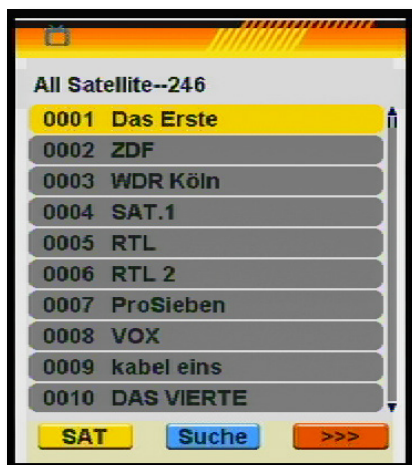 All Satellite--246
0001 Das Erste
0002 ZDF
0003 WDR Köln
0004 SAT.1
0005 RTL
0006 RTL 2
0007 ProSieben
0008 VOX
0009 kabel eins
0010 DAS VIERTE
SAT Suche >>>